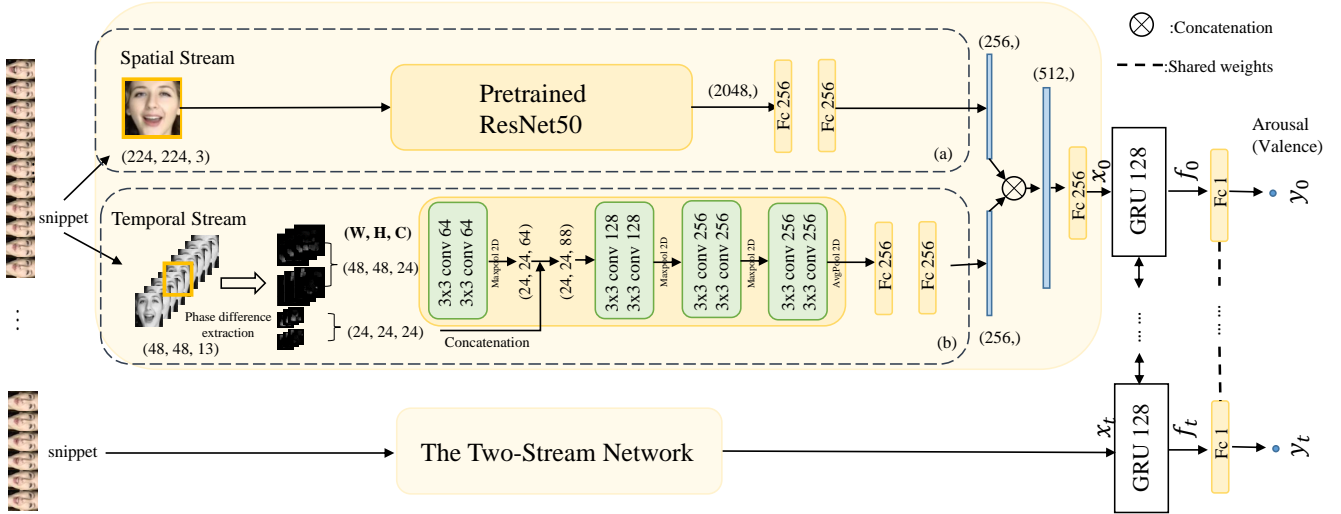 Spatial Stream
(224, 224, 3)
Pretrained
ResNet50
(2048,)
Fc 256
Fc 256
(a)
(256,)
(512,)
:Concatenation
:Shared weights
snippet
Temporal Stream
(48, 48, 13)
Phase difference
extraction
(W, H, C)
(48, 48, 24)
(24, 24, 24)
3x3 conv 64
3x3 conv 64
Maxpool 2D
(24, 24, 64)
Concatenation
(24, 24, 88)
3x3 conv 128
3x3 conv 128
Maxpool 2D
3x3 conv 256
3x3 conv 256
Maxpool 2D
3x3 conv 256
3x3 conv 256
AvgPool 2D
Fc 256
Fc 256
(b)
(256,)
Fc 256
x₀
GRU 128
f₀
Fc 1
Arousal
(Valence)
y₀
snippet
The Two-Stream Network
xₜ
GRU 128
fₜ
Fc 1
yₜ